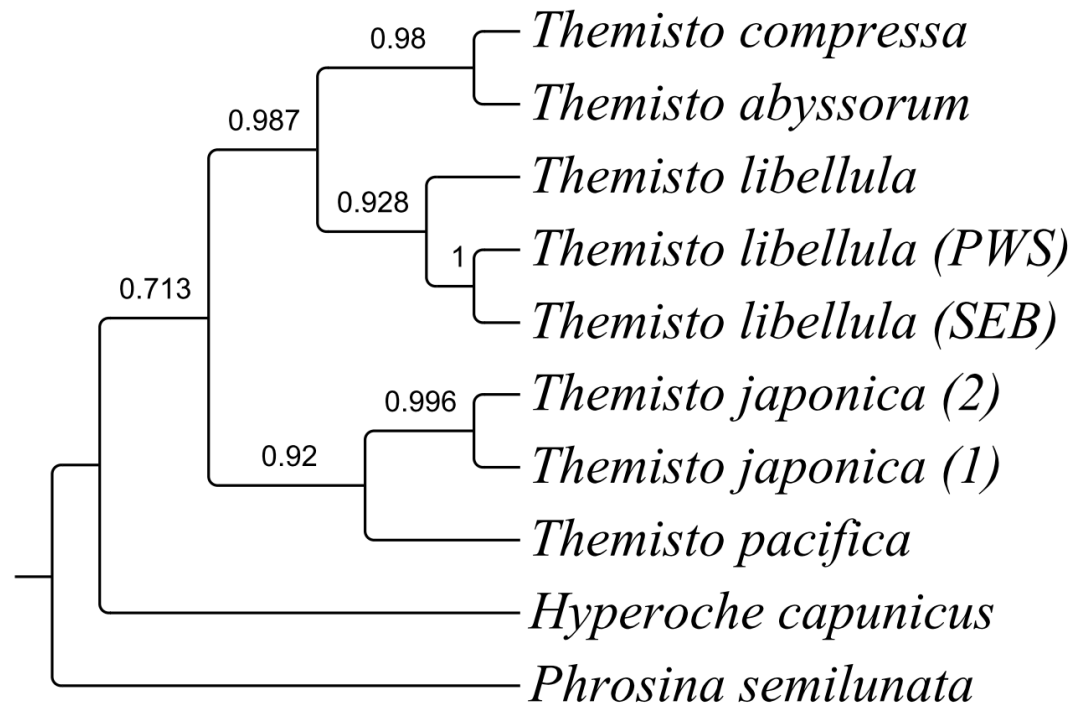 0.98
Themisto compressa
Themisto abyssorum
0.987
Themisto libellula
0.928
Themisto libellula (PWS)
1
Themisto libellula (SEB)
0.713
Themisto japonica (2)
0.996
Themisto japonica (1)
0.92
Themisto pacifica
Hyperoche capunicus
Phrosina semilunata